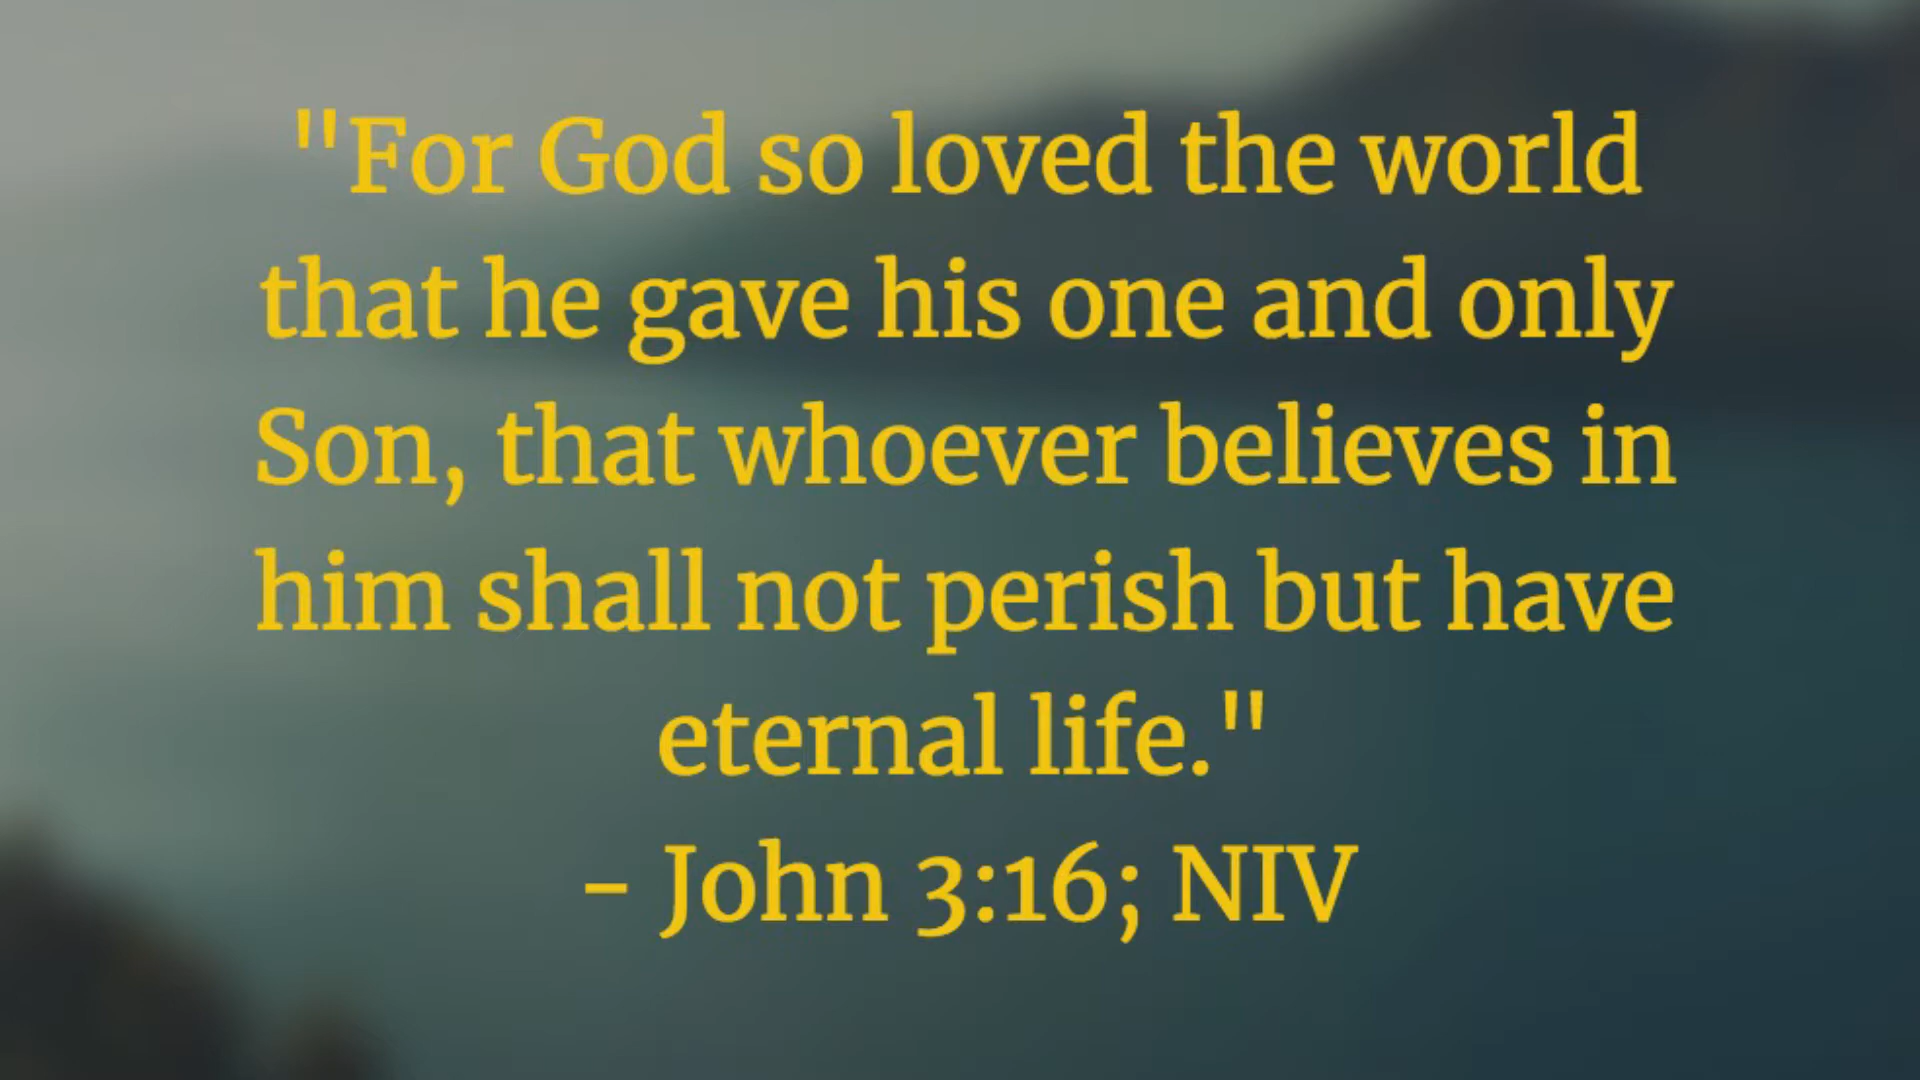 "For God so loved the world
that he gave his one and only
Son, that whoever believes in
him shall not perish but have
eternal life."
- John 3:16; NIV